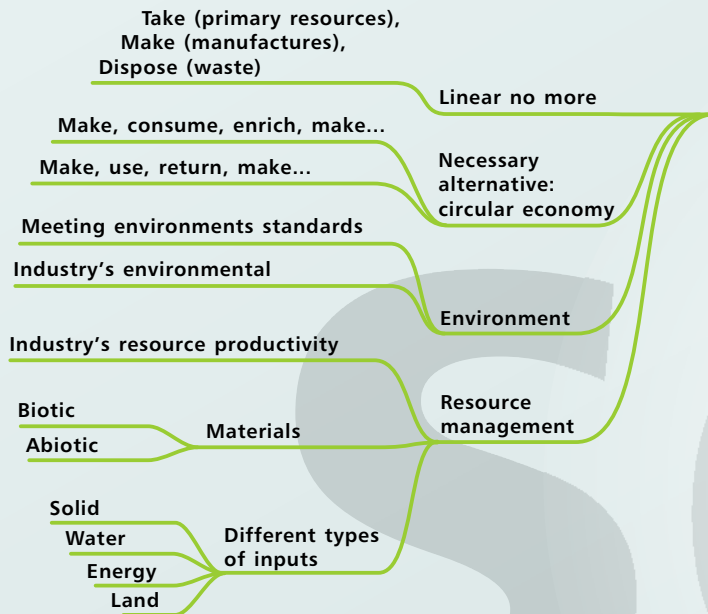 Take (primary resources),
Make (manufactures),
Dispose (waste)
Linear no more
Make, consume, enrich, make...
Make, use, return, make...
Necessary
alternative:
circular economy
Meeting environments standards
Industry's environmental
Environment
Industry's resource productivity
Resource
management
Biotic
Abiotic
Materials
Solid
Water
Energy
Land
Different types
of inputs